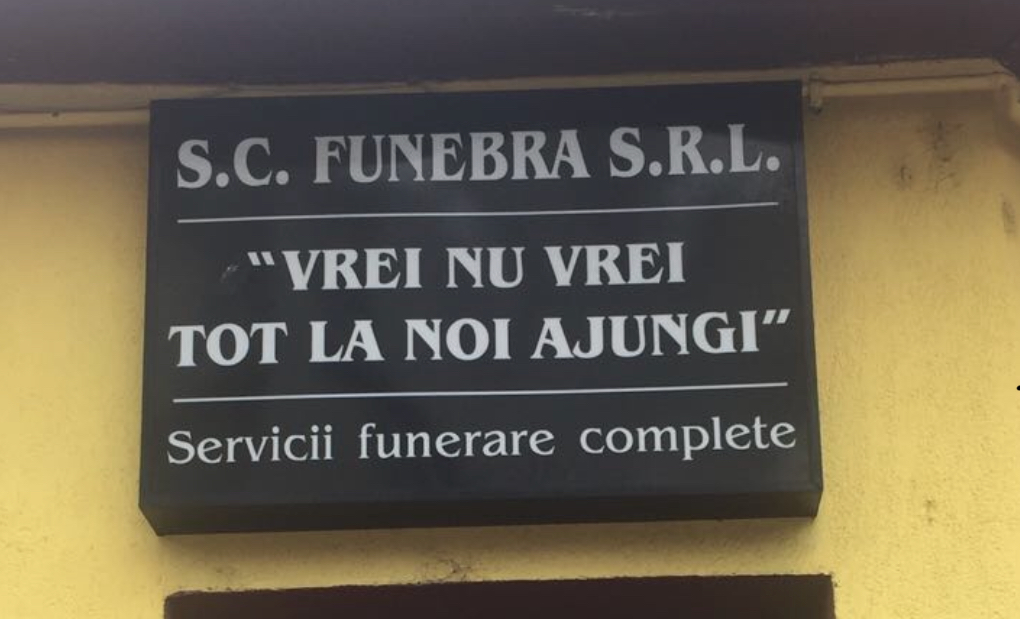 S.C. FUNEBRA S.R.L.
"VREI NU VREI
TOT LA NOI AJUNGI"
Servicii funerare complete